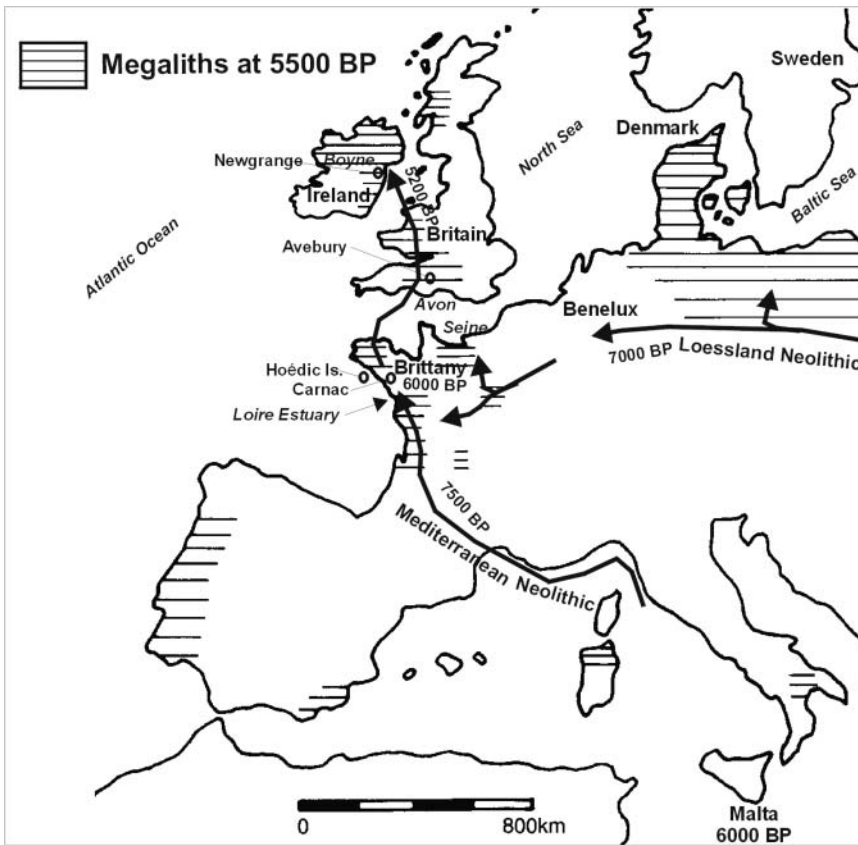 Megaliths at 5500 BP
Sweden
Denmark
North Sea
Baltic Sea
Newgrange
Boyne
Ireland
5200 BP
Britain
Avebury
Atlantic Ocean
Avon
Seine
Benelux
7000 BP
Loessland Neolithic
Hoédic Is.
Brittany
6000 BP
Carnac
Loire Estuary
7500 BP
Mediterranean Neolithic
0
800km
Malta
6000 BP